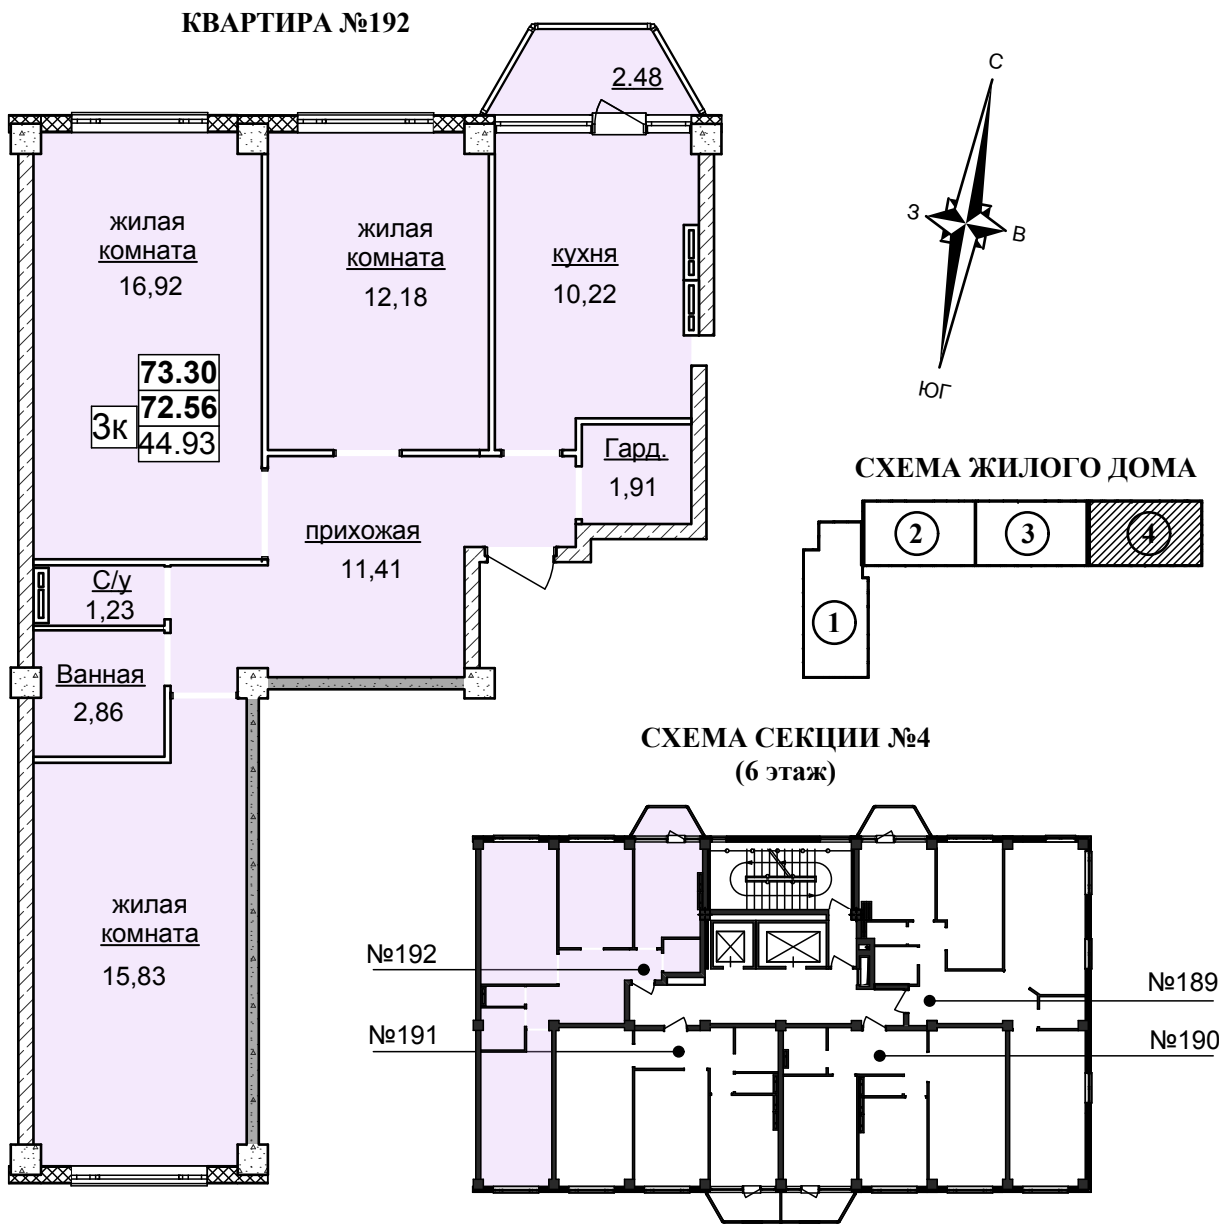 КВАРТИРА №192
2.48
С
З
В
ЮГ
жилая
комната
16,92
жилая
комната
12,18
кухня
10,22
3к
73.30
72.56
44.93
Гард.
1,91
прихожая
11,41
С/у
1,23
Ванная
2,86
жилая
комната
15,83
СХЕМА ЖИЛОГО ДОМА
2
3
4
1
СХЕМА СЕКЦИИ №4
(6 этаж)
№192
№191
№189
№190